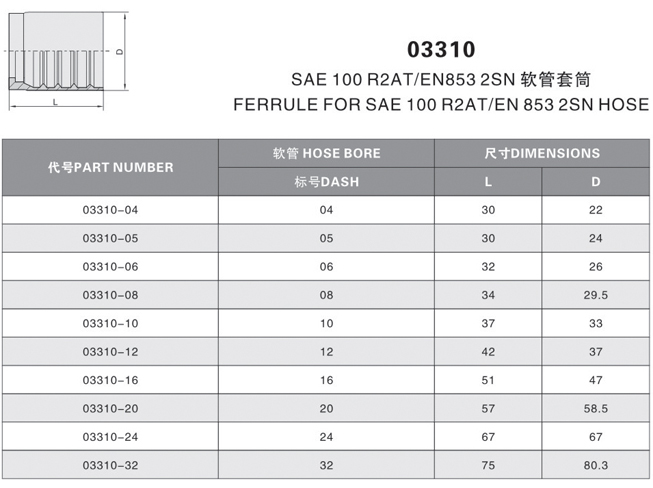 D
L
03310
SAE 100 R2AT/EN853 2SN 软管套筒
FERRULE FOR SAE 100 R2AT/EN 853 2SN HOSE
代号PART NUMBER 软管 HOSE BORE 尺寸DIMENSIONS
标号DASH L D
03310-04 04 30 22
03310-05 05 30 24
03310-06 06 32 26
03310-08 08 34 29.5
03310-10 10 37 33
03310-12 12 42 37
03310-16 16 51 47
03310-20 20 57 58.5
03310-24 24 67 67
03310-32 32 75 80.3